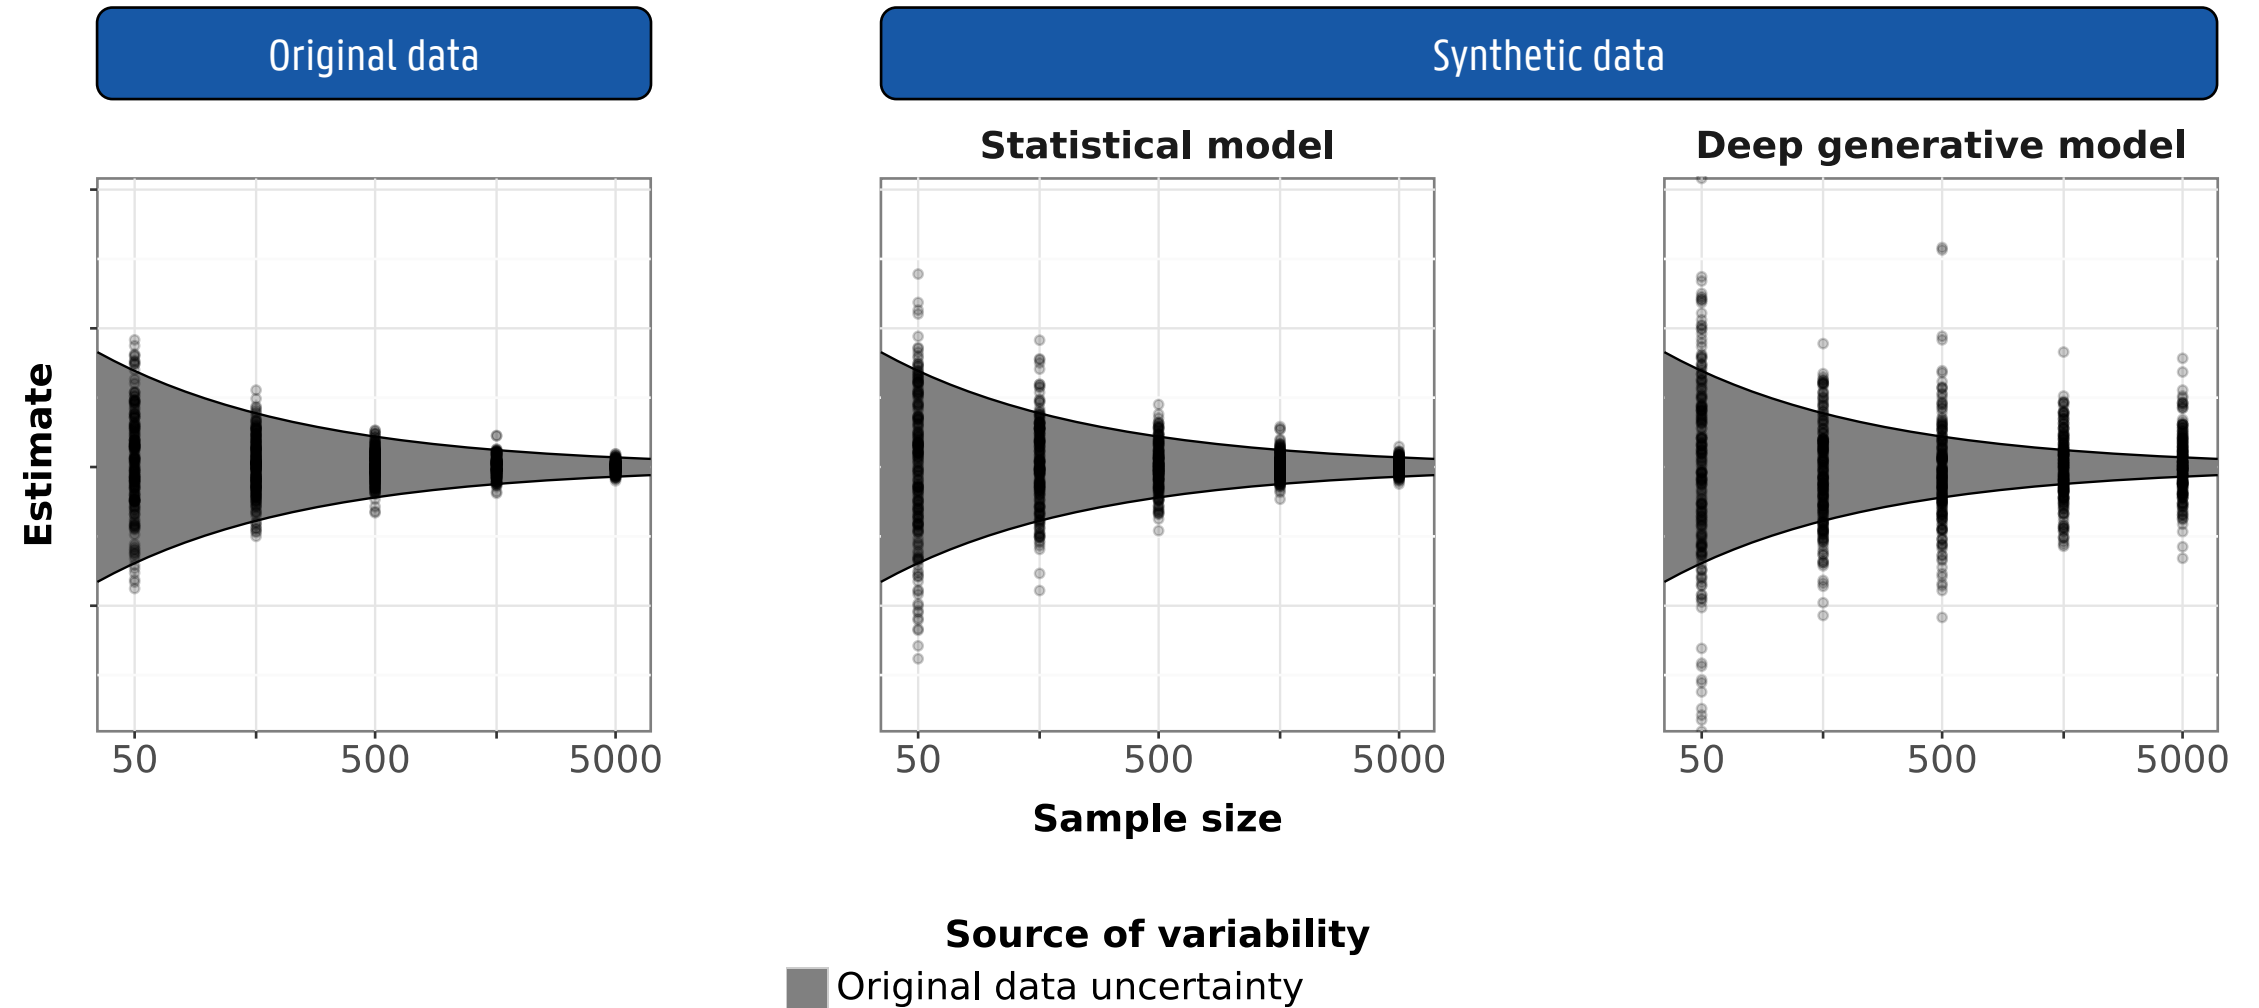 Original data
Synthetic data
Statistical model
Deep generative model
Estimate
50 500 5000
50 500 5000
50 500 5000
Sample size
Source of variability
Original data uncertainty